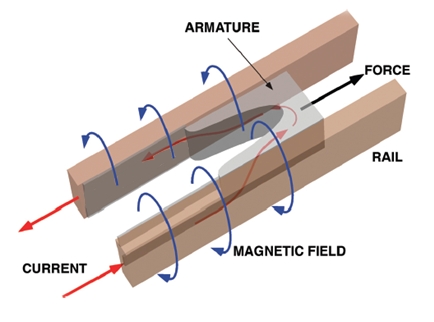 ARMATURE
FORCE
RAIL
MAGNETIC FIELD
CURRENT